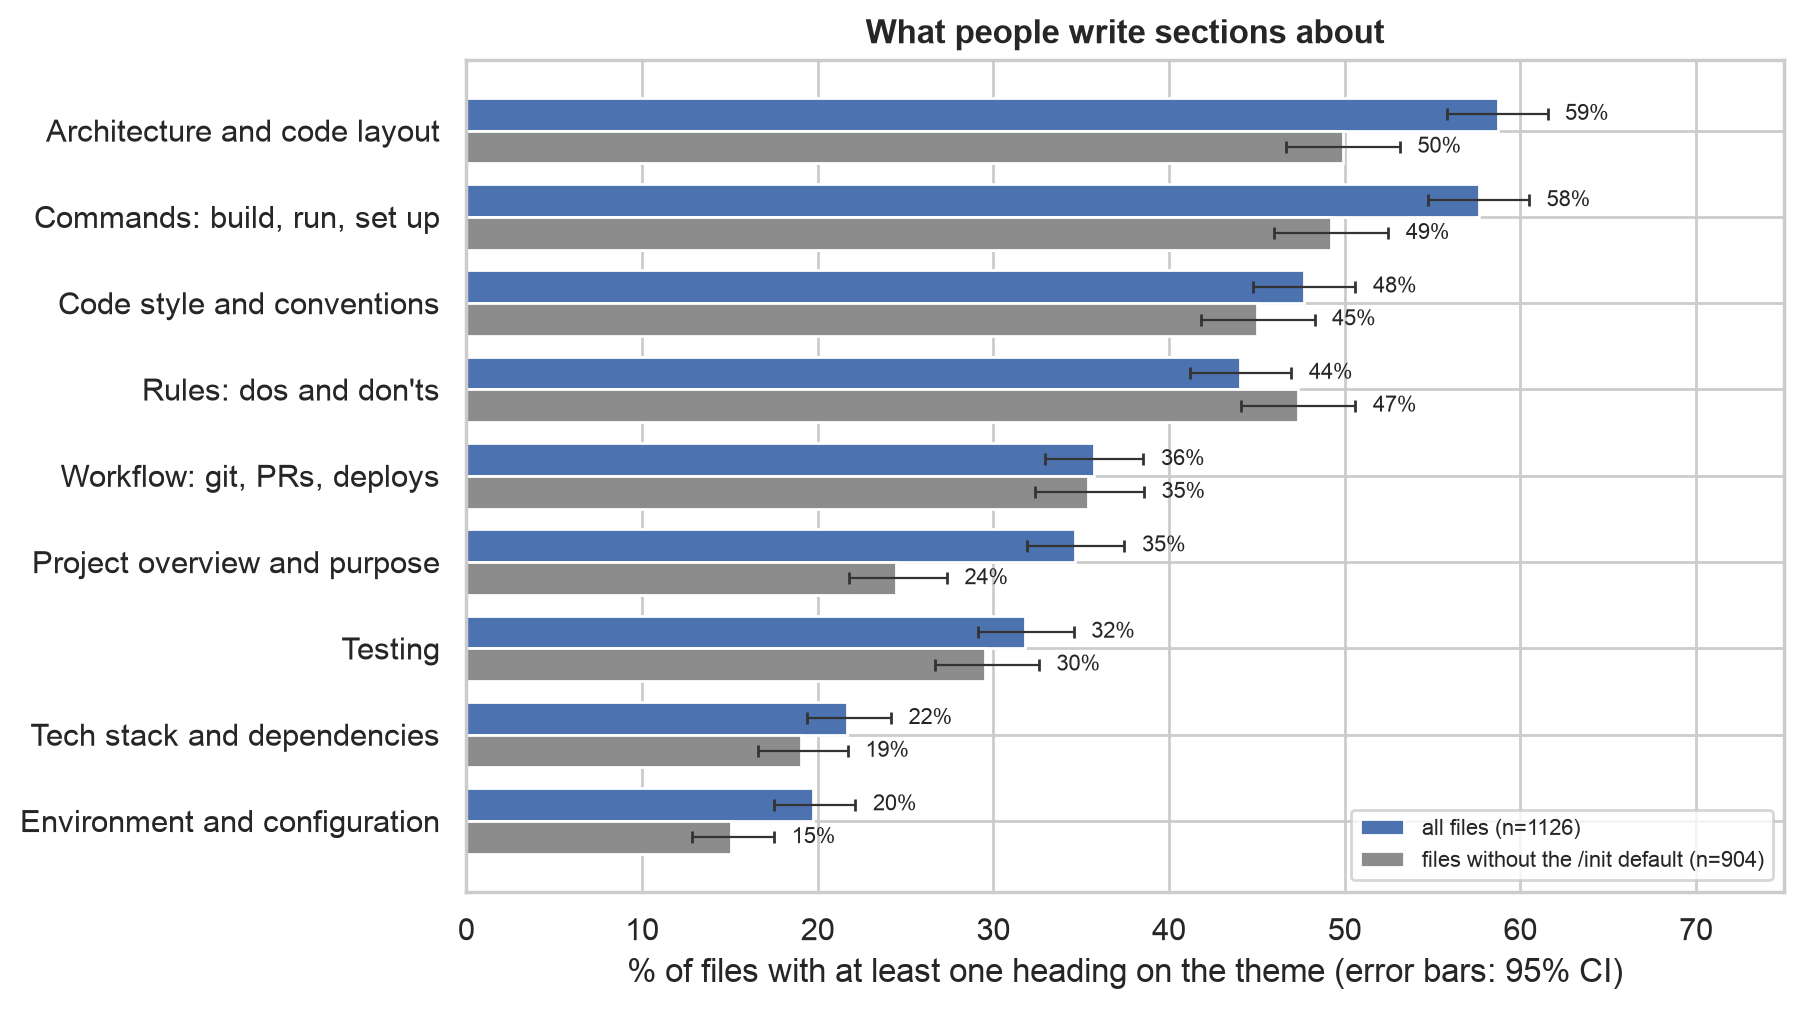 What people write sections about
Architecture and code layout
59%
50%
Commands: build, run, set up
58%
49%
Code style and conventions
48%
45%
Rules: dos and don'ts
44%
47%
Workflow: git, PRs, deploys
36%
35%
Project overview and purpose
35%
24%
Testing
32%
30%
Tech stack and dependencies
22%
19%
Environment and configuration
20%
15%
all files (n=1126)
files without the /init default (n=904)
0 10 20 30 40 50 60 70
% of files with at least one heading on the theme (error bars: 95% CI)